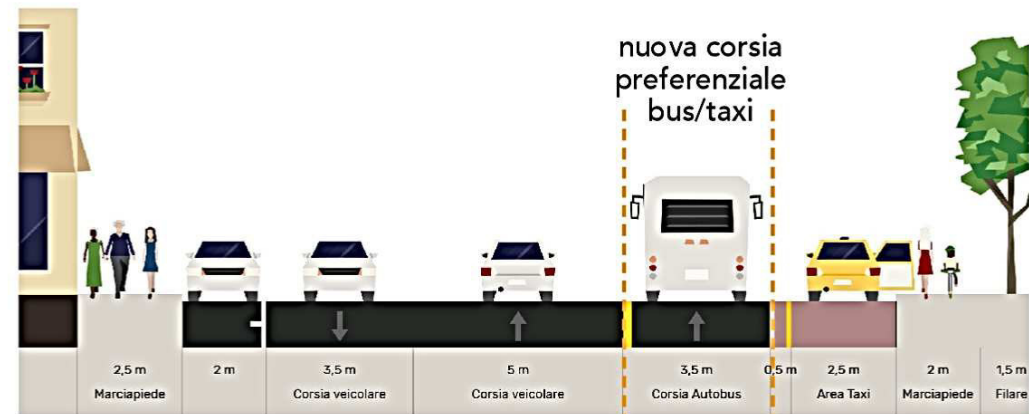 nuova corsia
preferenziale
bus/taxi
2,5 m
Marciapiede
2 m
3,5 m
Corsia veicolare
5 m
Corsia veicolare
3,5 m
Corsia Autobus
0,5 m
2,5 m
Area Taxi
2 m
Marciapiede
1,5 m
Filare